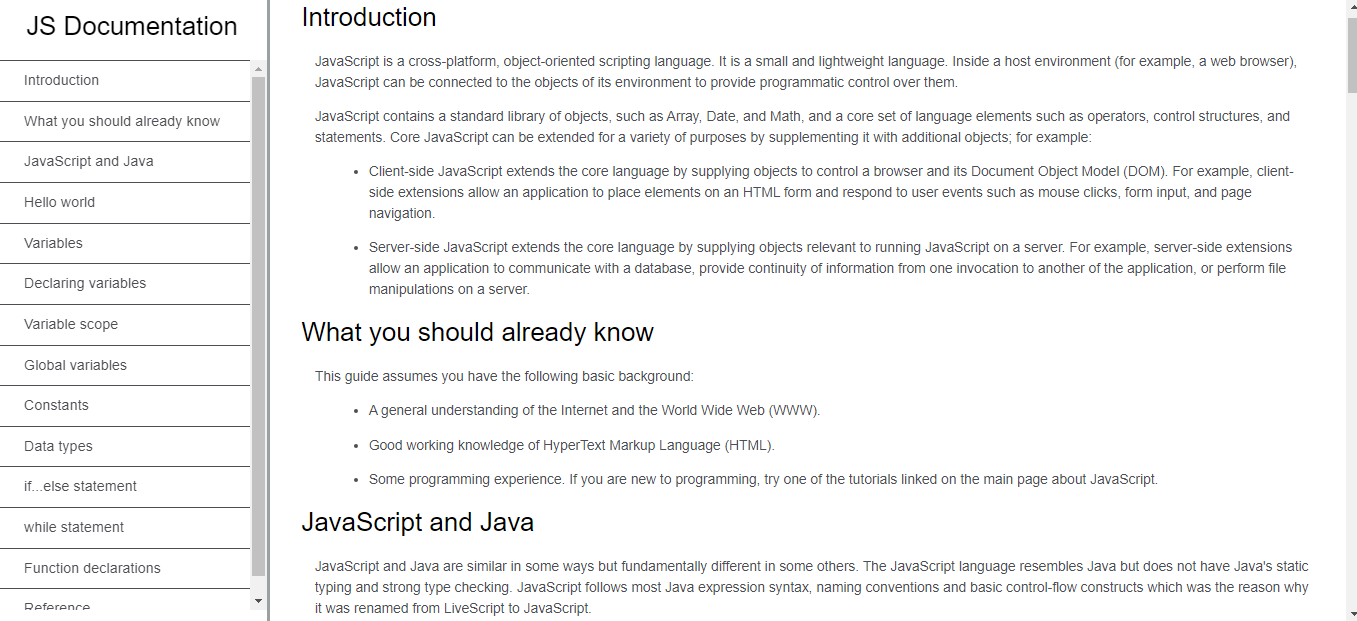 JS Documentation
Introduction
What you should already know
JavaScript and Java
Hello world
Variables
Declaring variables
Variable scope
Global variables
Constants
Data types
if...else statement
while statement
Function declarations
Reference
Introduction
JavaScript is a cross-platform, object-oriented scripting language. It is a small and lightweight language. Inside a host environment (for example, a web browser),
JavaScript can be connected to the objects of its environment to provide programmatic control over them.
JavaScript contains a standard library of objects, such as Array, Date, and Math, and a core set of language elements such as operators, control structures, and
statements. Core JavaScript can be extended for a variety of purposes by supplementing it with additional objects; for example:
• Client-side JavaScript extends the core language by supplying objects to control a browser and its Document Object Model (DOM). For example, client-
side extensions allow an application to place elements on an HTML form and respond to user events such as mouse clicks, form input, and page
navigation.
• Server-side JavaScript extends the core language by supplying objects relevant to running JavaScript on a server. For example, server-side extensions
allow an application to communicate with a database, provide continuity of information from one invocation to another of the application, or perform file
manipulations on a server.
What you should already know
This guide assumes you have the following basic background:
• A general understanding of the Internet and the World Wide Web (WWW).
• Good working knowledge of HyperText Markup Language (HTML).
• Some programming experience. If you are new to programming, try one of the tutorials linked on the main page about JavaScript.
JavaScript and Java
JavaScript and Java are similar in some ways but fundamentally different in some others. The JavaScript language resembles Java but does not have Java's static
typing and strong type checking. JavaScript follows most Java expression syntax, naming conventions and basic control-flow constructs which was the reason why
it was renamed from LiveScript to JavaScript.